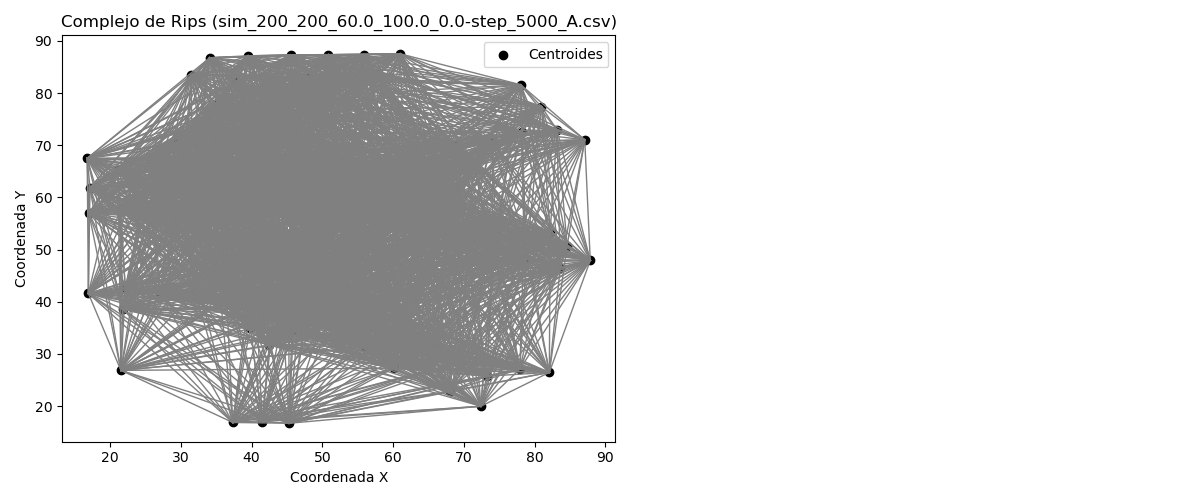 Complejo de Rips (sim_200_200_60.0_100.0_0.0-step_5000_A.csv)
90
80
70
60
50
40
30
20
Coordenada Y
Centroides
20 30 40 50 60 70 80 90
Coordenada X